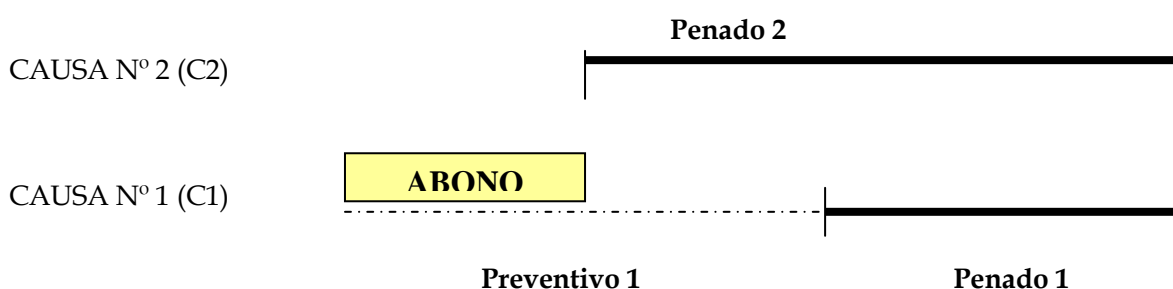 Penado 2
CAUSA Nº 2 (C2)
ABONO
CAUSA Nº 1 (C1)
Preventivo 1
Penado 1